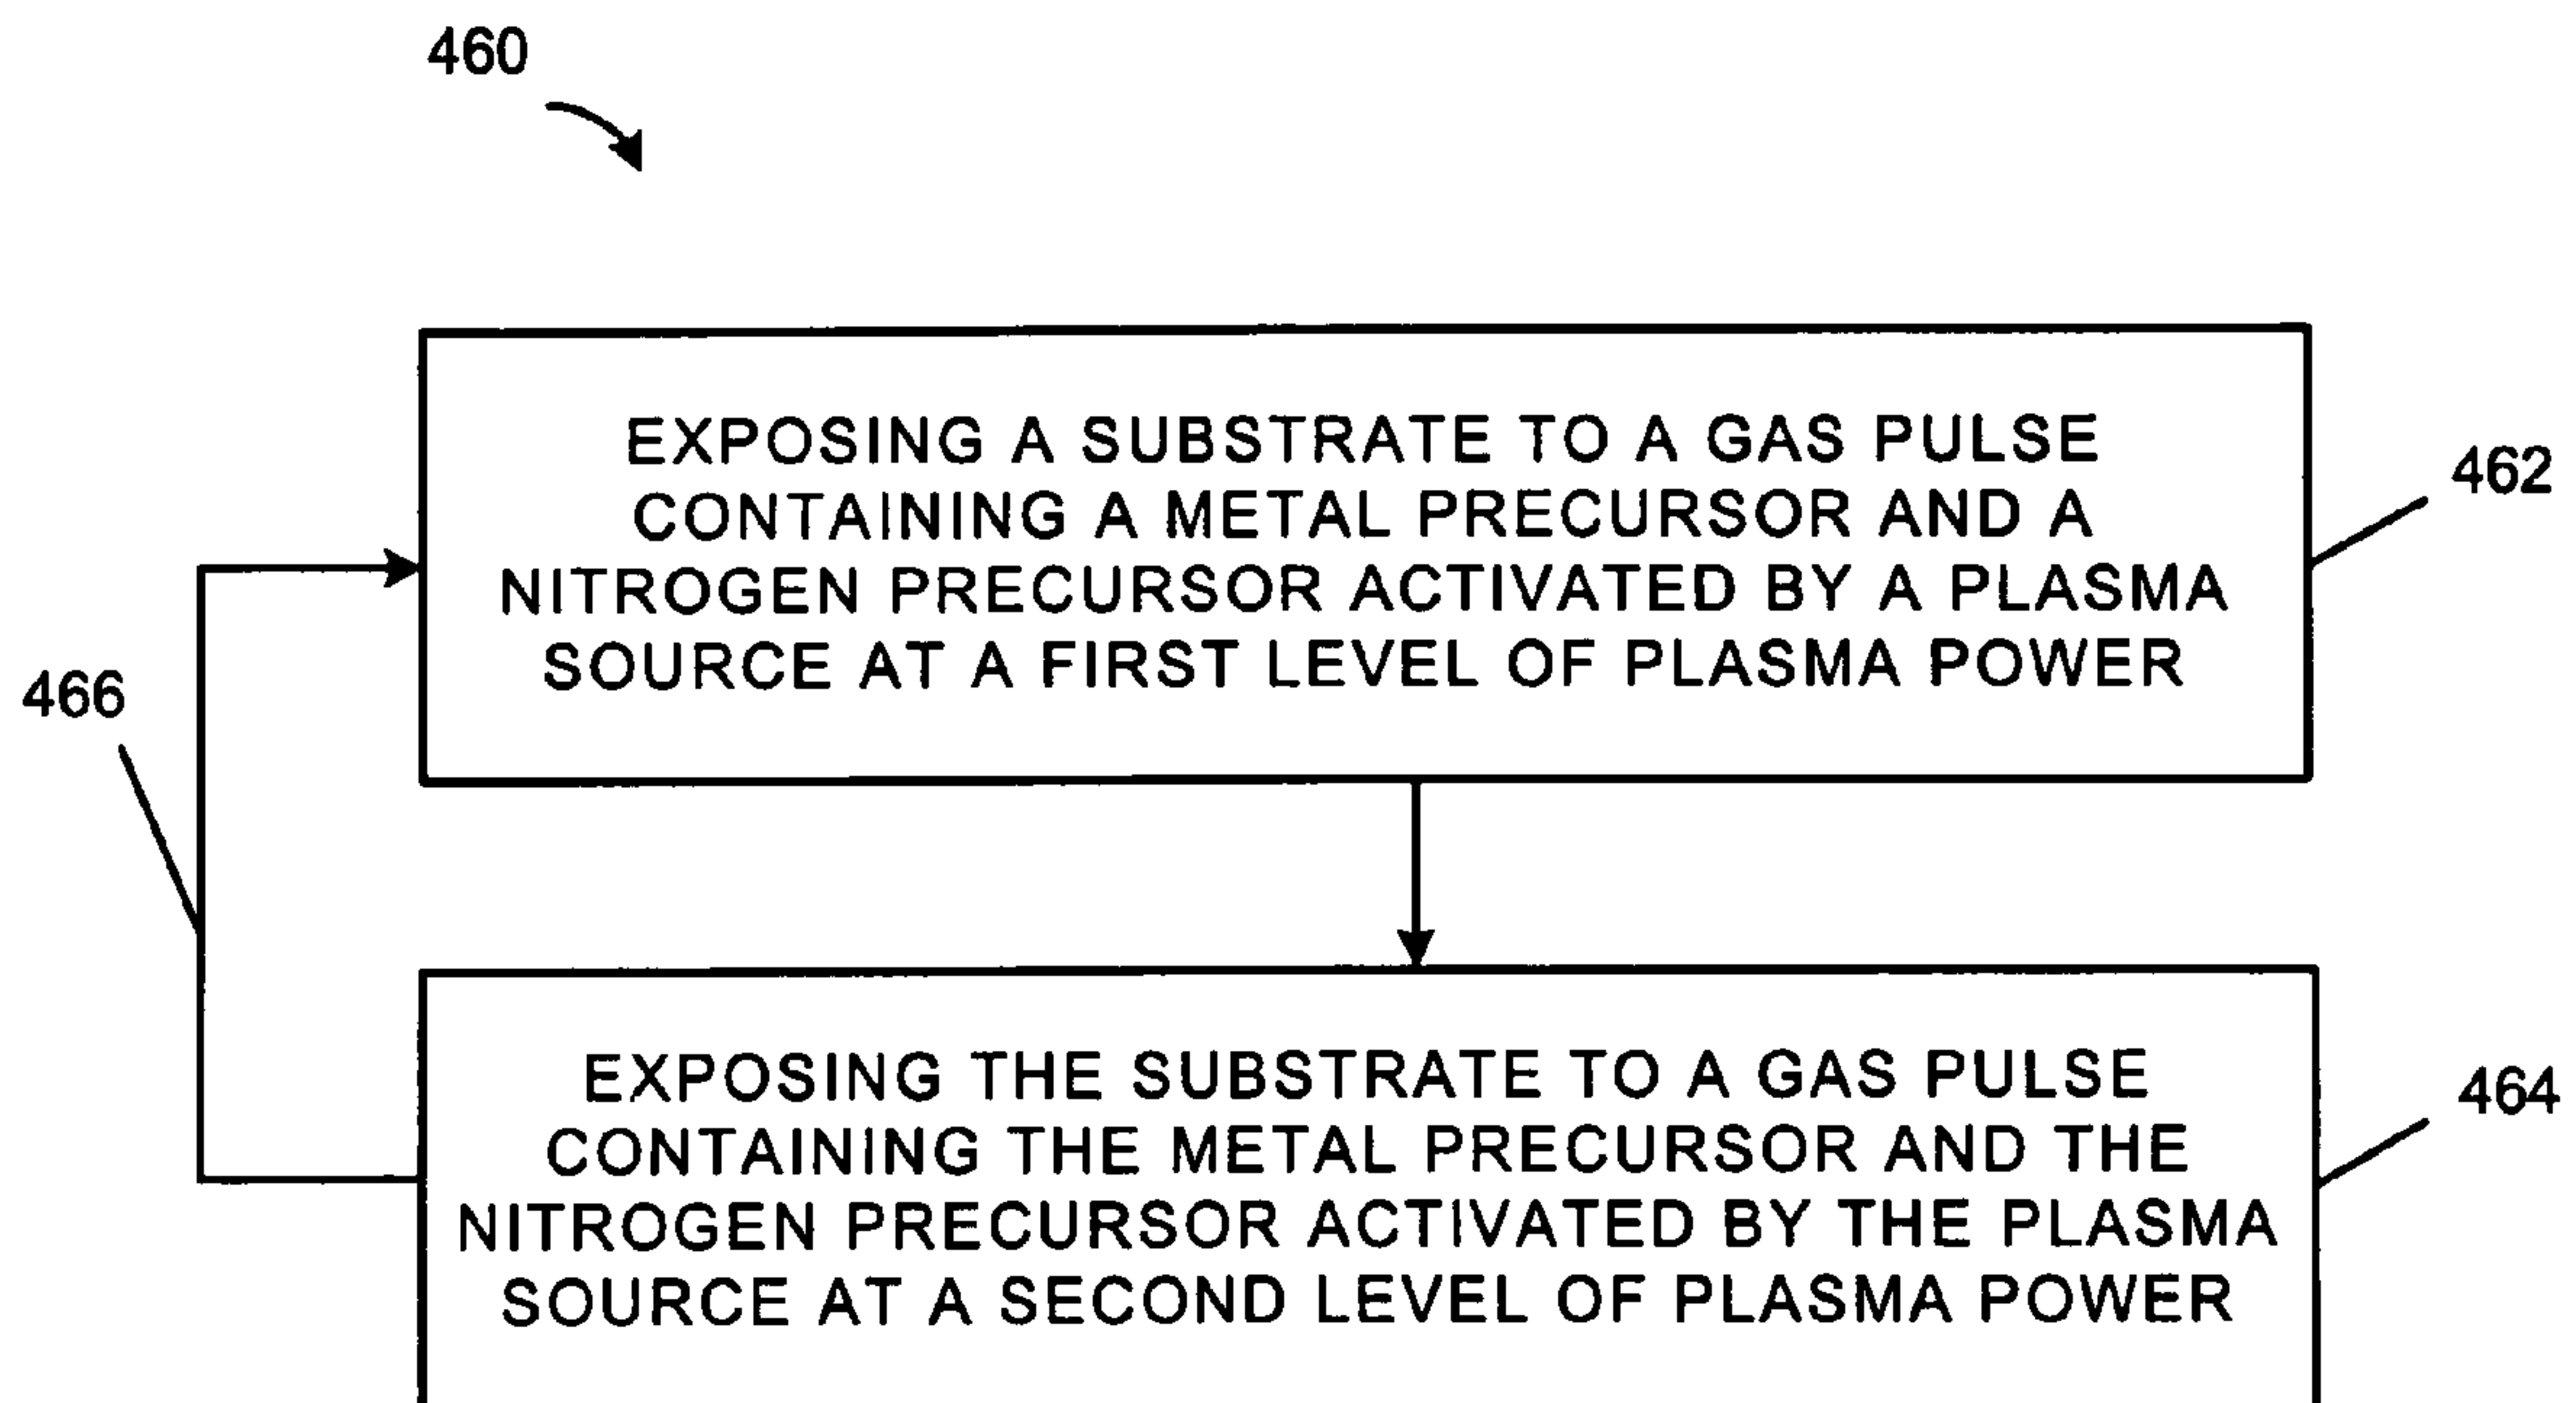 460
EXPOSING A SUBSTRATE TO A GAS PULSE
CONTAINING A METAL PRECURSOR AND A
NITROGEN PRECURSOR ACTIVATED BY A PLASMA
SOURCE AT A FIRST LEVEL OF PLASMA POWER
462
466
EXPOSING THE SUBSTRATE TO A GAS PULSE
CONTAINING THE METAL PRECURSOR AND THE
NITROGEN PRECURSOR ACTIVATED BY THE PLASMA
SOURCE AT A SECOND LEVEL OF PLASMA POWER
464